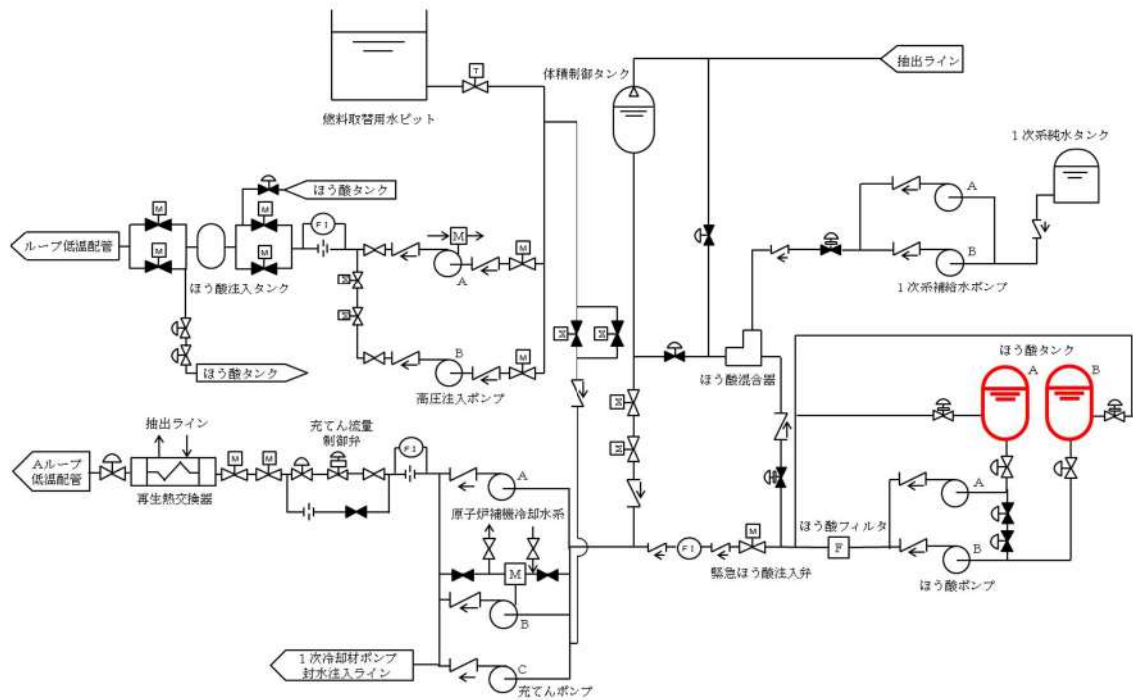 燃料取替用水ピット
T
体積制御タンク
抽出ライン
1次系純水タンク
A
B
1次系補給水ポンプ
ほう酸タンク
M
M
M
M
FI
M
A
M
ループ低温配管
ほう酸注入タンク
M
M
B
M
高圧注入ポンプ
ほう酸タンク
M
M
ほう酸混合器
ほう酸タンク
A
B
M
M
抽出ライン
充てん流量
制御弁
FI
Aループ
低温配管
M
M
再生熱交換器
A
原子炉補機冷却水系
M
B
1次冷却材ポンプ
封水注入ライン
C
充てんポンプ
FI
M
緊急ほう酸注入弁
ほう酸フィルタ
F
A
B
ほう酸ポンプ